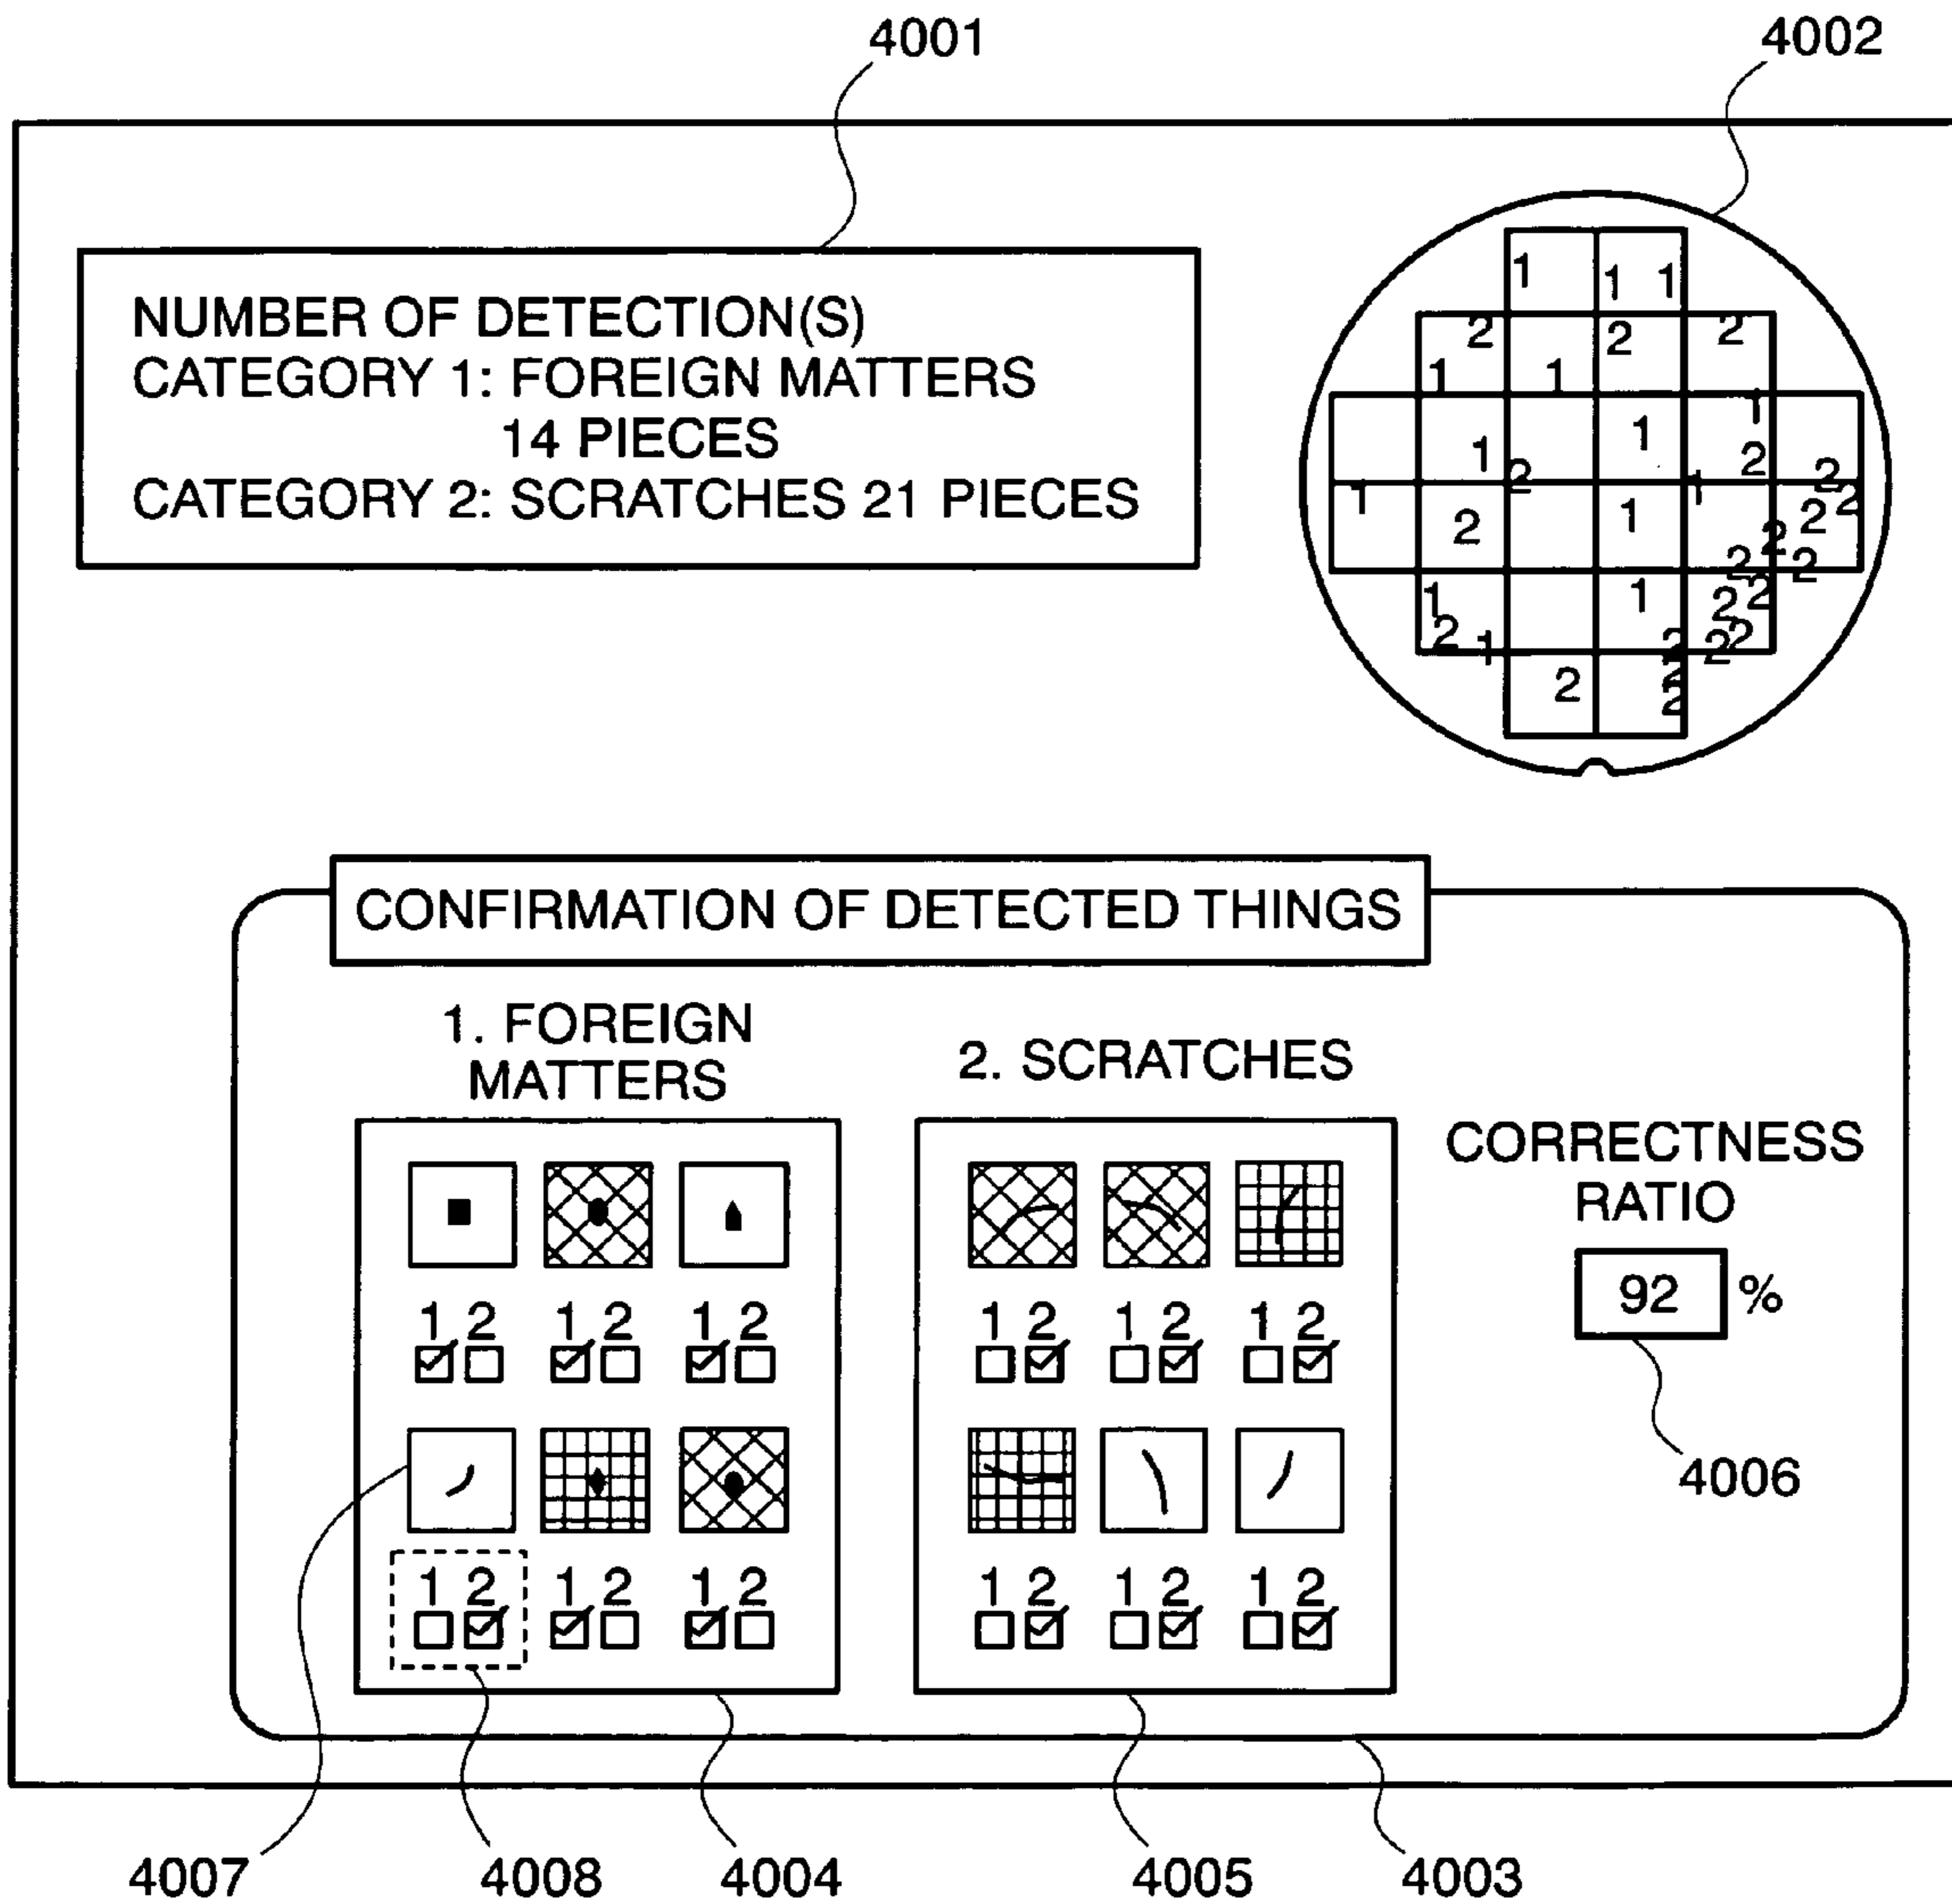 4001
4002
NUMBER OF DETECTION(S)
CATEGORY 1: FOREIGN MATTERS
14 PIECES
CATEGORY 2: SCRATCHES 21 PIECES
1 1 1
2 2 2
1 1
1
1
1 2
2 2
1 1 2
2 1 2
2
2 2
1 1 2 2
2 1 2 2 2
2
2 2
CONFIRMATION OF DETECTED THINGS
1. FOREIGN
MATTERS
1 2 1 2 1 2
1 2 1 2 1 2
2. SCRATCHES
1 2 1 2 1 2
1 2 1 2 1 2
CORRECTNESS
RATIO
92 %
4006
4007
4008
4004
4005
4003